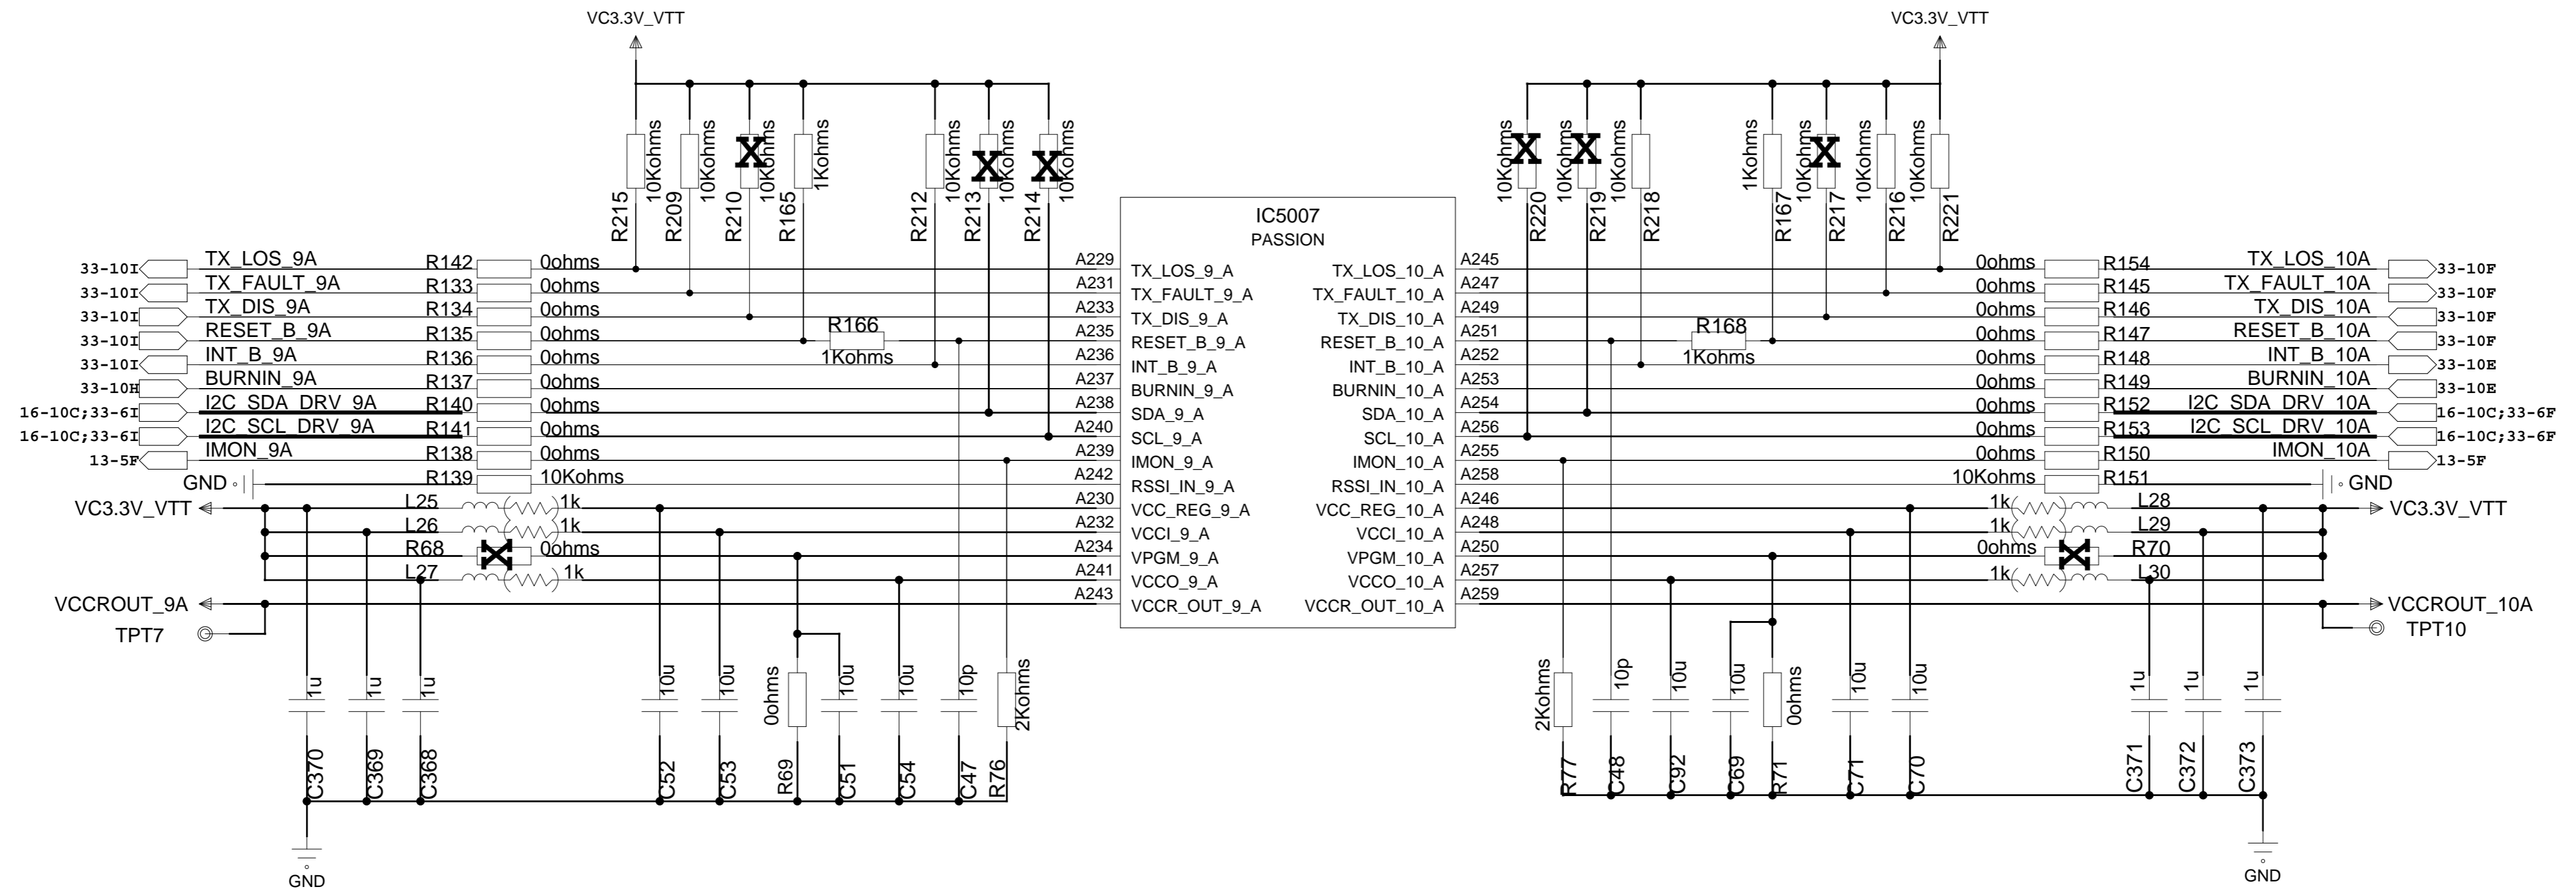 VC3.3V_VTT VC3.3V_VTT
10Kohms 10Kohms 10Kohms 1Kohms 10Kohms 10Kohms 10Kohms 10Kohms 10Kohms 10Kohms 1Kohms 10Kohms 10Kohms 10Kohms
R215 R209 R210 R165 R212 R213 R214 R220 R219 R218 R167 R217 R216 R221
IC5007
PASSION
33-10I TX_LOS_9A R142 0ohms A229 TX_LOS_9_A TX_LOS_10_A A245 0ohms R154 TX_LOS_10A 33-10F
33-10I TX_FAULT_9A R133 0ohms A231 TX_FAULT_9_A TX_FAULT_10_A A247 0ohms R145 TX_FAULT_10A 33-10F
33-10I TX_DIS_9A R134 0ohms A233 TX_DIS_9_A TX_DIS_10_A A249 0ohms R146 TX_DIS_10A 33-10F
33-10I RESET_B_9A R135 0ohms R166 A235 RESET_B_9_A RESET_B_10_A A251 R168 0ohms R147 RESET_B_10A 33-10F
1Kohms 1Kohms
33-10I INT_B_9A R136 0ohms A236 INT_B_9_A INT_B_10_A A252 0ohms R148 INT_B_10A 33-10E
33-10H BURNIN_9A R137 0ohms A237 BURNIN_9_A BURNIN_10_A A253 0ohms R149 BURNIN_10A 33-10E
16-10C;33-6I I2C_SDA_DRV_9A R140 0ohms A238 SDA_9_A SDA_10_A A254 0ohms R152 I2C_SDA_DRV_10A 16-10C;33-6F
16-10C;33-6I I2C_SCL_DRV_9A R141 0ohms A240 SCL_9_A SCL_10_A A256 0ohms R153 I2C_SCL_DRV_10A 16-10C;33-6F
13-5F IMON_9A R138 0ohms A239 IMON_9_A IMON_10_A A255 0ohms R150 IMON_10A 13-5F
GND R139 10Kohms A242 RSSI_IN_9_A RSSI_IN_10_A A258 10Kohms R151 GND
VC3.3V_VTT L25 1k A230 VCC_REG_9_A VCC_REG_10_A A246 1k L28 VC3.3V_VTT
L26 1k A232 VCCI_9_A VCCI_10_A A248 1k L29
R68 0ohms A234 VPGM_9_A VPGM_10_A A250 0ohms R70
L27 1k A241 VCCO_9_A VCCO_10_A A257 1k L30
VCCROUT_9A A243 VCCR_OUT_9_A VCCR_OUT_10_A A259 VCCROUT_10A
TPT7 TPT10
1u 1u 1u 10u 10u 0ohms 10u 10u 10p 2Kohms 2Kohms 10p 10u 10u 0ohms 10u 10u 1u 1u 1u
C370 C369 C368 C52 C53 R69 C51 C54 C47 R76 R77 C48 C92 C69 R71 C71 C70 C371 C372 C373
GND GND